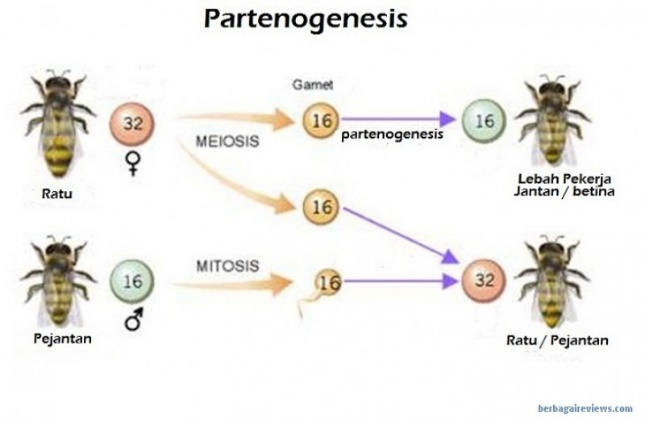 Partenogenesis
Gamet
32
♀
MEIOSIS
16
partenogenesis
16
Ratu
Lebah Pekerja
Jantan / betina
16
16
♂
MITOSIS
16
32
Pejantan
Ratu / Pejantan
berbagaireviews.com